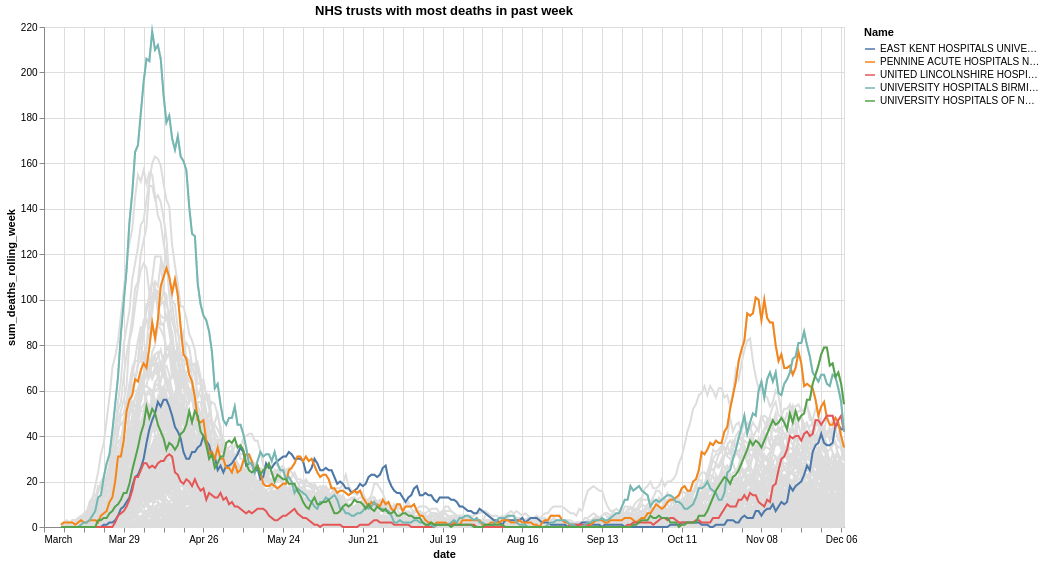 NHS trusts with most deaths in past week
220
200
180
160
140
120
100
80
60
40
20
0
sum_deaths_rolling_week
March
Mar 29
Apr 26
May 24
Jun 21
Jul 19
Aug 16
Sep 13
Oct 11
Nov 08
Dec 06
date
Name
EAST KENT HOSPITALS UNIVE…
PENNINE ACUTE HOSPITALS N…
UNITED LINCOLNSHIRE HOSPI…
UNIVERSITY HOSPITALS BIRMI…
UNIVERSITY HOSPITALS OF N…